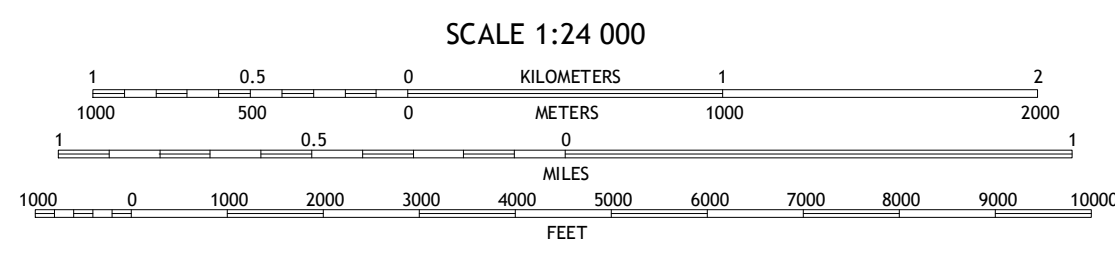 SCALE 1:24 000
1 0.5 0 KILOMETERS 1 2
1000 500 0 METERS 1000 2000
1 0.5 0 1
MILES
1000 0 1000 2000 3000 4000 5000 6000 7000 8000 9000 10000
FEET